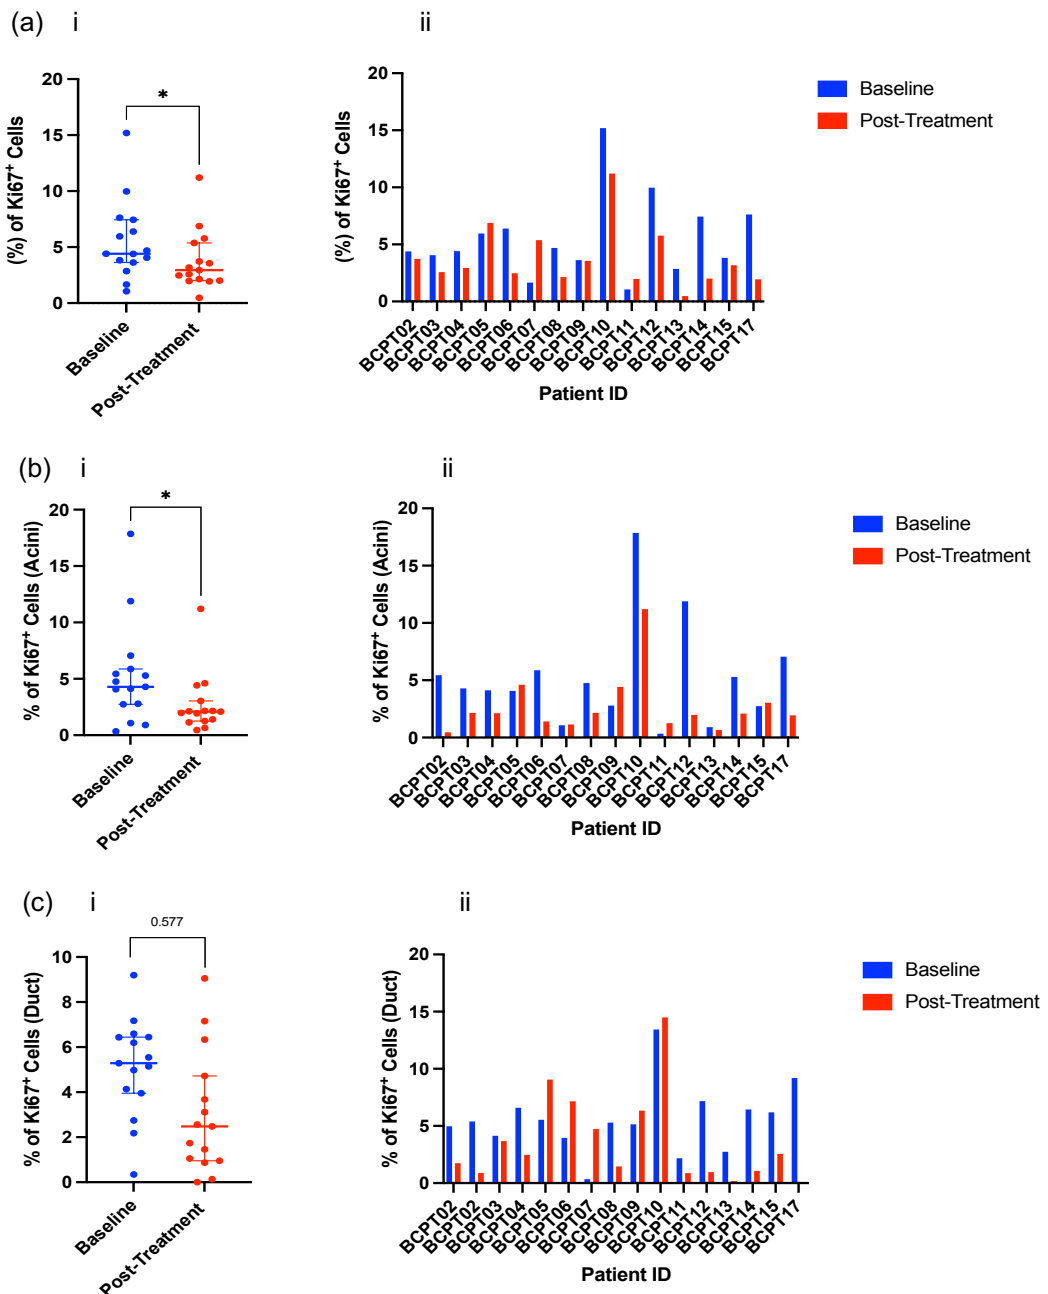 (a) i ii
(%) of Ki67⁺ Cells
20
15
10
5
0
*
Baseline
Post-Treatment
(%) of Ki67⁺ Cells
20
15
10
5
0
BCPT02
BCPT03
BCPT04
BCPT05
BCPT06
BCPT07
BCPT08
BCPT09
BCPT10
BCPT11
BCPT12
BCPT13
BCPT14
BCPT15
BCPT17
Patient ID
Baseline
Post-Treatment
(b) i ii
% of Ki67⁺ Cells (Acini)
20
15
10
5
0
*
Baseline
Post-Treatment
% of Ki67⁺ Cells (Acini)
20
15
10
5
0
BCPT02
BCPT03
BCPT04
BCPT05
BCPT06
BCPT07
BCPT08
BCPT09
BCPT10
BCPT11
BCPT12
BCPT13
BCPT14
BCPT15
BCPT17
Patient ID
Baseline
Post-Treatment
(c) i ii
0.577
% of Ki67⁺ Cells (Duct)
10
8
6
4
2
0
Baseline
Post-Treatment
% of Ki67⁺ Cells (Duct)
20
15
10
5
0
BCPT02
BCPT02
BCPT03
BCPT04
BCPT05
BCPT06
BCPT07
BCPT08
BCPT09
BCPT10
BCPT11
BCPT12
BCPT13
BCPT14
BCPT15
BCPT17
Patient ID
Baseline
Post-Treatment